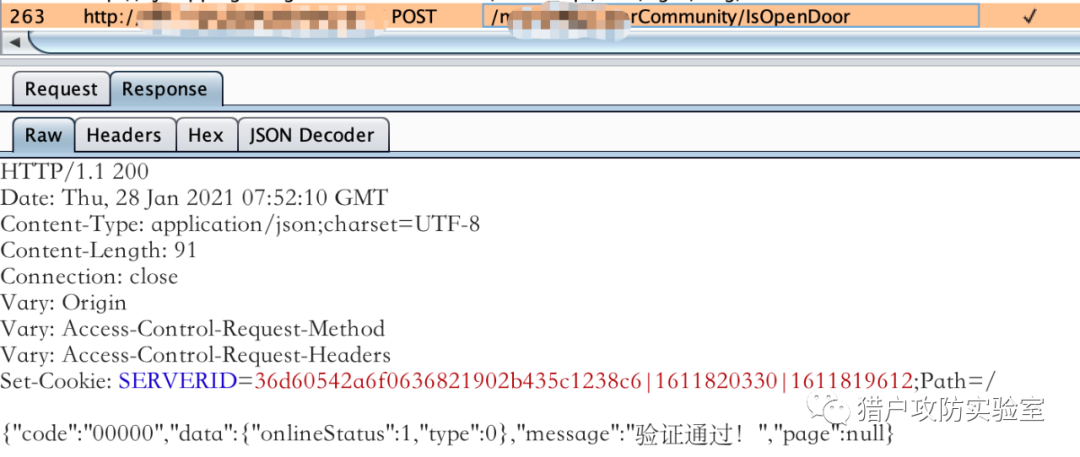 263 http:/ POST /m rCommunity/IsOpenDoor ✓
Request Response
Raw Headers Hex JSON Decoder
HTTP/1.1 200
Date: Thu, 28 Jan 2021 07:52:10 GMT
Content-Type: application/json;charset=UTF-8
Content-Length: 91
Connection: close
Vary: Origin
Vary: Access-Control-Request-Method
Vary: Access-Control-Request-Headers
Set-Cookie: SERVERID=36d60542a6f0636821902b435c1238c6|1611820330|1611819612;Path=/
猎户攻防实验室
{"code":"00000","data":{"onlineStatus":1,"type":0},"message":"验证通过！","page":null}